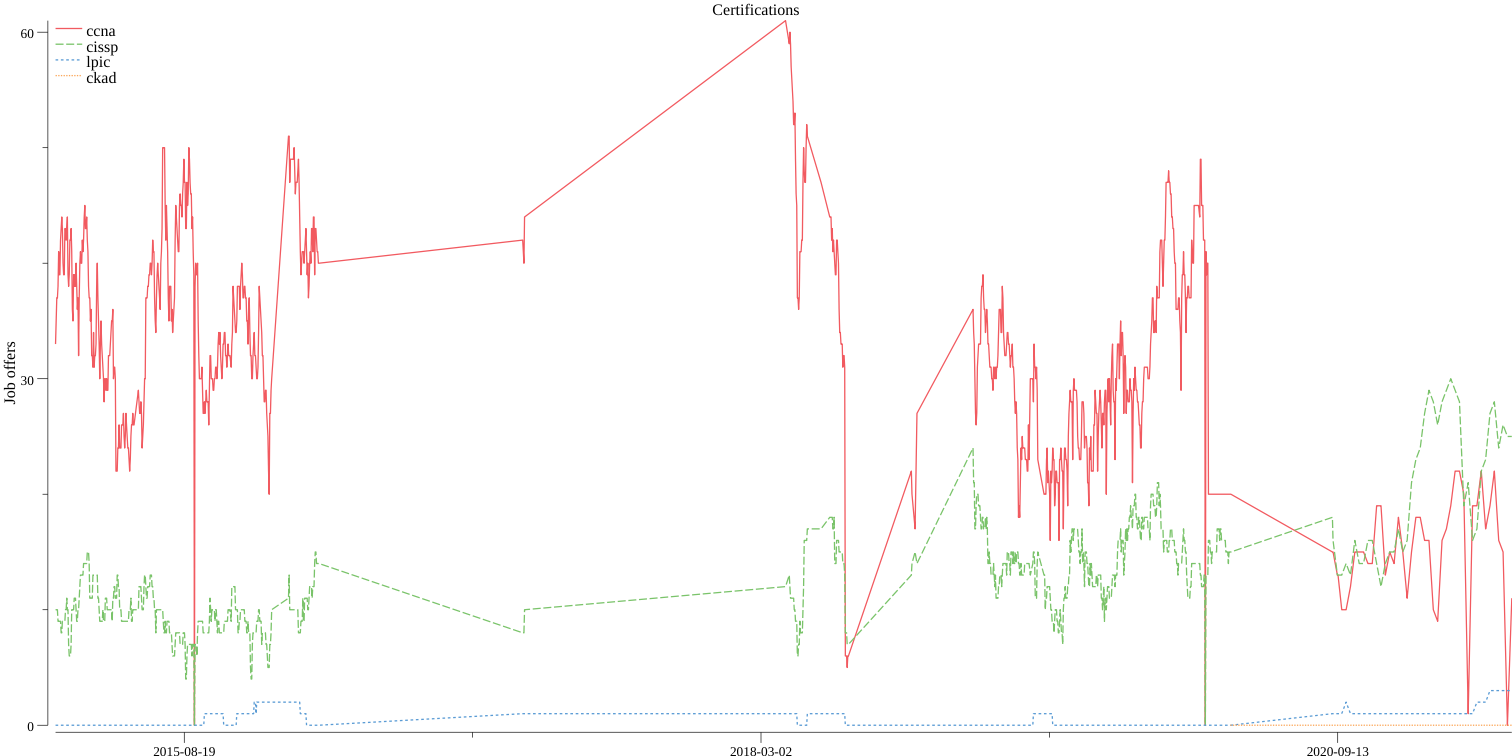 Certifications
60
ccna
cissp
lpic
ckad
Job offers
30
0
2015-08-19
2018-03-02
2020-09-13